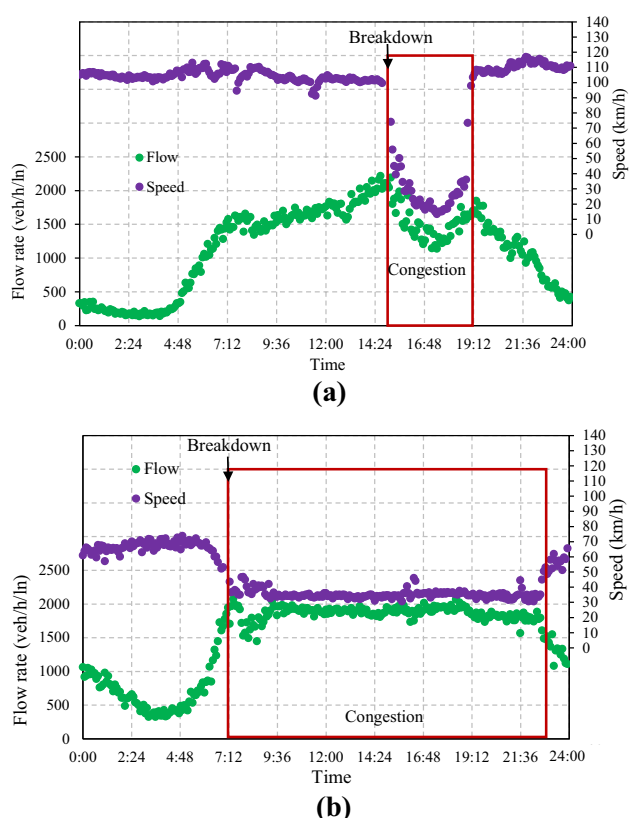 Breakdown
140
130
120
110
100
90
80
70
60
50
40
30
20
10
0
Speed (km/h)
2500
2000
1500
1000
500
0
Flow rate (veh/h/ln)
Flow
Speed
Congestion
0:00 2:24 4:48 7:12 9:36 12:00 14:24 16:48 19:12 21:36 24:00
Time
(a)
Breakdown
140
130
120
110
100
90
80
70
60
50
40
30
20
10
0
Speed (km/h)
Flow
Speed
2500
2000
1500
1000
500
0
Flow rate (veh/h/ln)
Congestion
0:00 2:24 4:48 7:12 9:36 12:00 14:24 16:48 19:12 21:36 24:00
Time
(b)